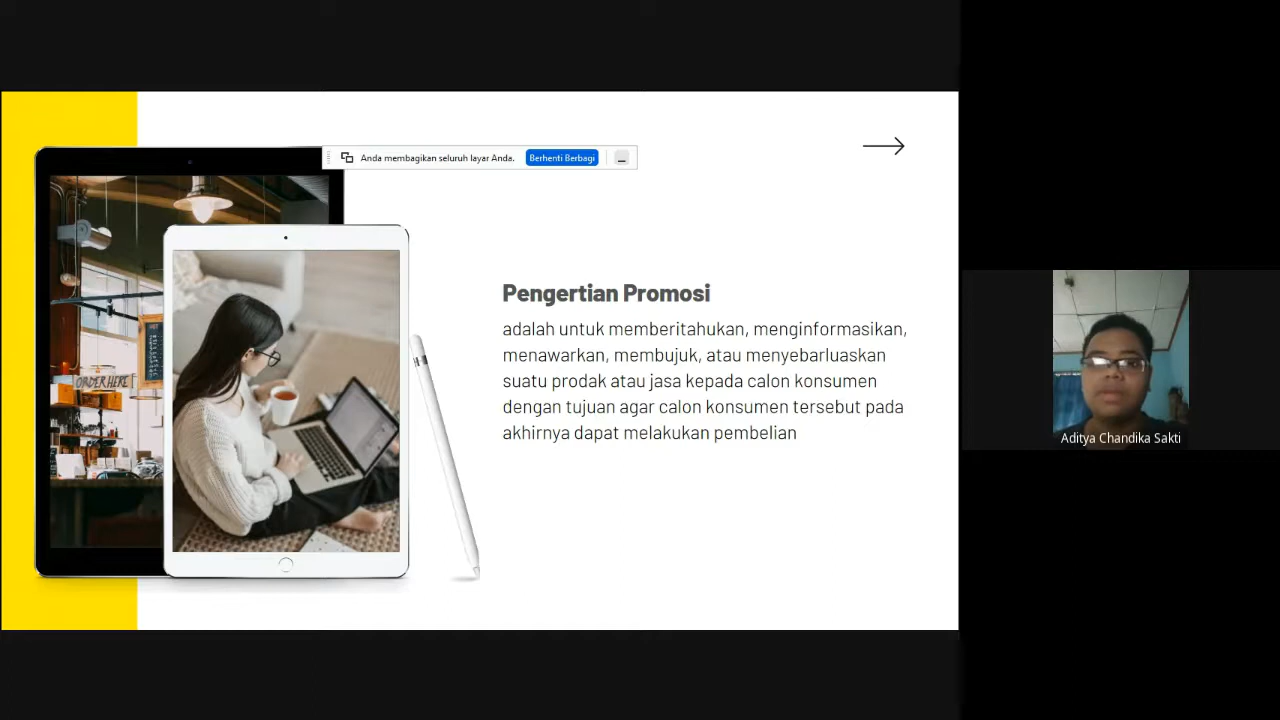 Anda membagikan seluruh layar Anda.
Berhenti Berbagi
ORDER HERE
Pengertian Promosi
adalah untuk memberitahukan, menginformasikan,
menawarkan, membujuk, atau menyebarluaskan
suatu prodak atau jasa kepada calon konsumen
dengan tujuan agar calon konsumen tersebut pada
akhirnya dapat melakukan pembelian
Aditya Chandika Sakti